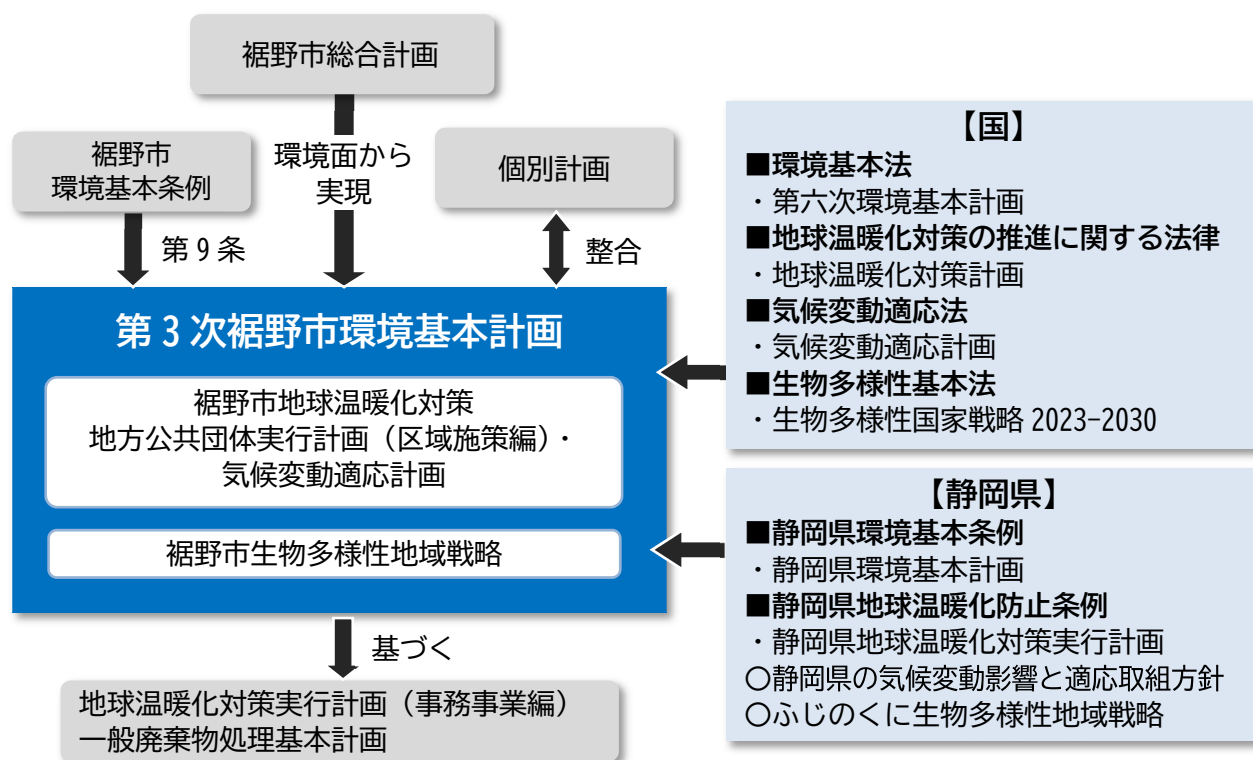 裾野市総合計画
裾野市
環境基本条例
環境面から
実現
個別計画
第9条
整合
第3次裾野市環境基本計画
裾野市地球温暖化対策
地方公共団体実行計画（区域施策編）・
気候変動適応計画
裾野市生物多様性地域戦略
基づく
地球温暖化対策実行計画（事務事業編）
一般廃棄物処理基本計画
【国】
■環境基本法
・第六次環境基本計画
■地球温暖化対策の推進に関する法律
・地球温暖化対策計画
■気候変動適応法
・気候変動適応計画
■生物多様性基本法
・生物多様性国家戦略 2023-2030
【静岡県】
■静岡県環境基本条例
・静岡県環境基本計画
■静岡県地球温暖化防止条例
・静岡県地球温暖化対策実行計画
〇静岡県の気候変動影響と適応取組方針
〇ふじのくに生物多様性地域戦略